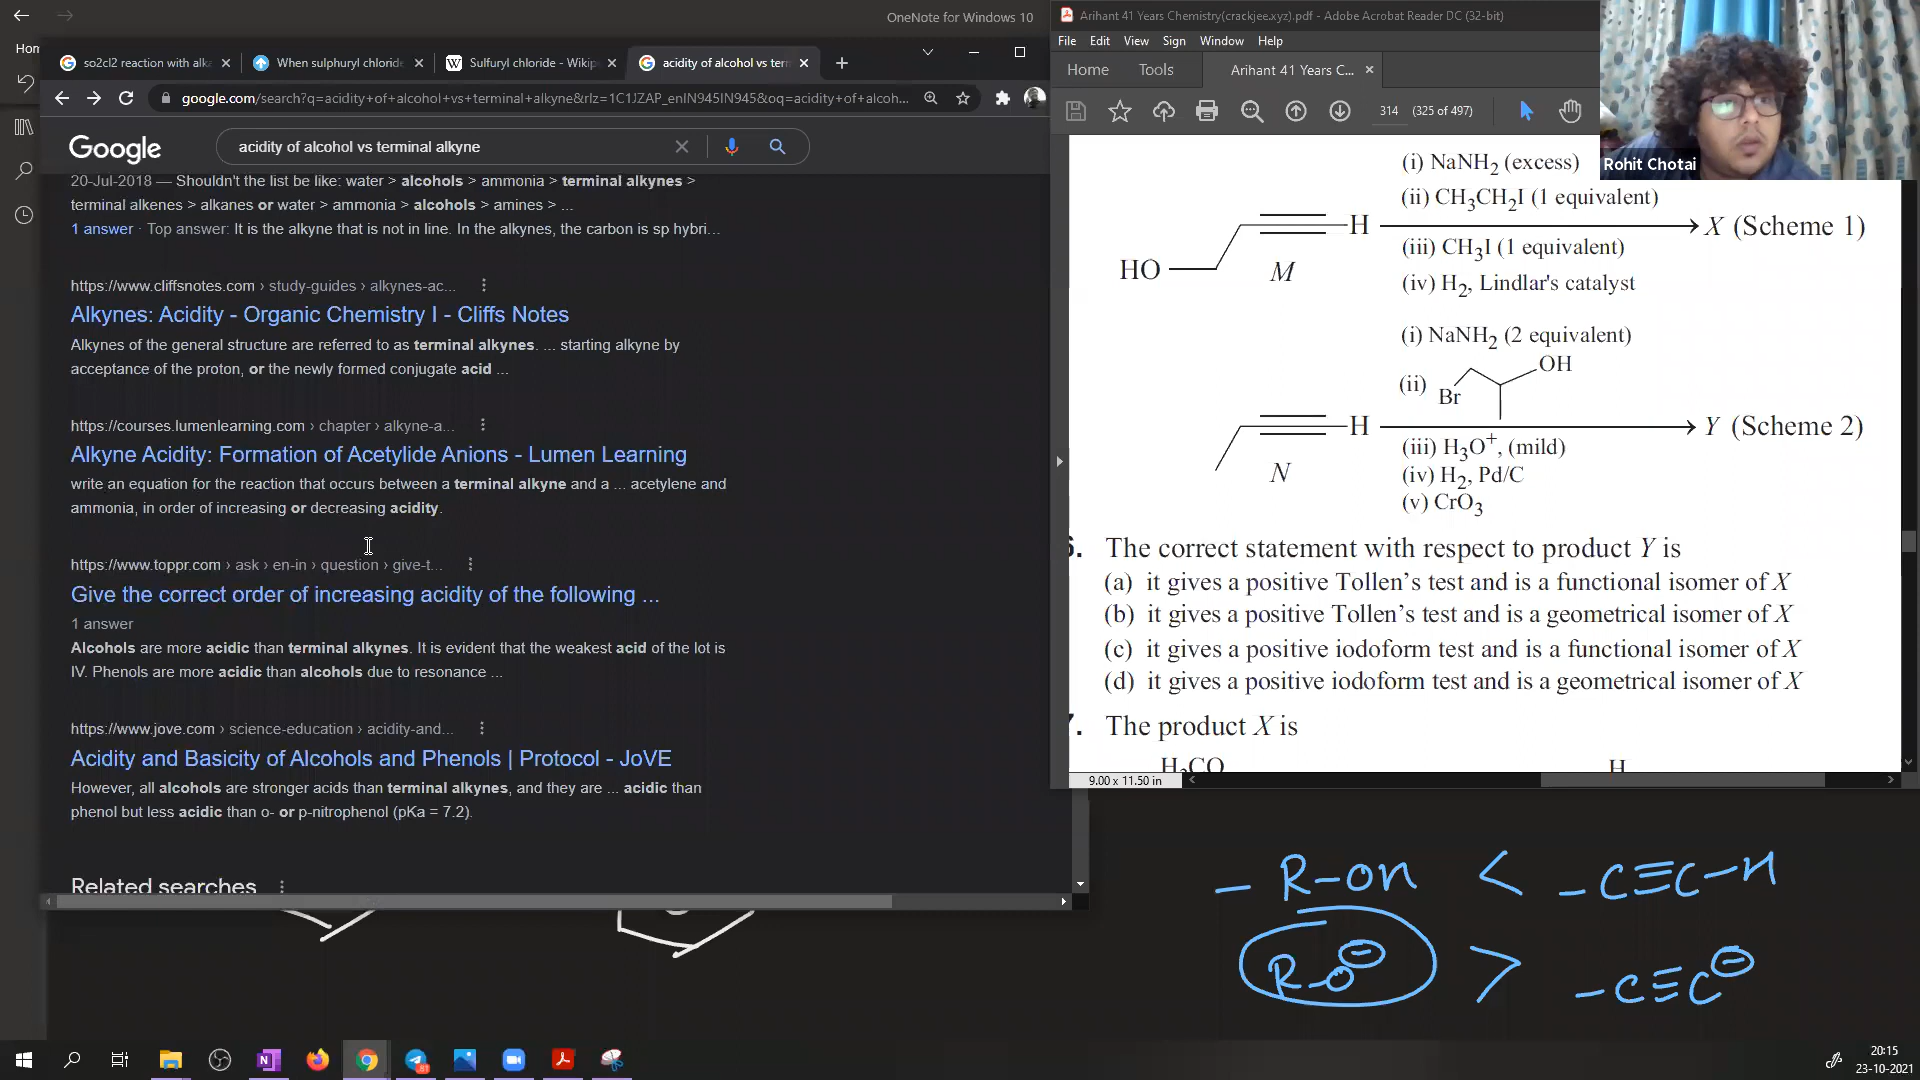 OneNote for Windows 10
Hon
so2cl2 reaction with alka
When sulphuryl chloride
Sulfuryl chloride - Wikip
acidity of alcohol vs term
google.com/search?q=acidity+of+alcohol+vs+terminal+alkyne&rlz=1C1JZAP_enIN945IN945&oq=acidity+of+alcoh...
Google
acidity of alcohol vs terminal alkyne
20-Jul-2018 — Shouldn't the list be like: water > alcohols > ammonia > terminal alkynes >
terminal alkenes > alkanes or water > ammonia > alcohols > amines > ...
1 answer · Top answer: It is the alkyne that is not in line. In the alkynes, the carbon is sp hybri...
https://www.cliffsnotes.com › study-guides › alkynes-ac...
Alkynes: Acidity - Organic Chemistry I - Cliffs Notes
Alkynes of the general structure are referred to as terminal alkynes. ... starting alkyne by
acceptance of the proton, or the newly formed conjugate acid ...
https://courses.lumenlearning.com › chapter › alkyne-a...
Alkyne Acidity: Formation of Acetylide Anions - Lumen Learning
write an equation for the reaction that occurs between a terminal alkyne and a ... acetylene and
ammonia, in order of increasing or decreasing acidity.
https://www.toppr.com › ask › en-in › question › give-t...
Give the correct order of increasing acidity of the following ...
1 answer
Alcohols are more acidic than terminal alkynes. It is evident that the weakest acid of the lot is
IV. Phenols are more acidic than alcohols due to resonance ...
https://www.jove.com › science-education › acidity-and...
Acidity and Basicity of Alcohols and Phenols | Protocol - JoVE
However, all alcohols are stronger acids than terminal alkynes, and they are ... acidic than
phenol but less acidic than o- or p-nitrophenol (pKa = 7.2).
Related searches
Arihant 41 Years Chemistry(crackjee.xyz).pdf - Adobe Acrobat Reader DC (32-bit)
File Edit View Sign Window Help
Home Tools Arihant 41 Years C...
314 (325 of 497)
Rohit Chotai
(i) NaNH2 (excess)
(ii) CH3CH2I (1 equivalent)
HO H M X (Scheme 1)
(iii) CH3I (1 equivalent)
(iv) H2, Lindlar's catalyst
(i) NaNH2 (2 equivalent)
(ii) Br OH
H N Y (Scheme 2)
(iii) H3O+, (mild)
(iv) H2, Pd/C
(v) CrO3
6. The correct statement with respect to product Y is
(a) it gives a positive Tollen's test and is a functional isomer of X
(b) it gives a positive Tollen's test and is a geometrical isomer of X
(c) it gives a positive iodoform test and is a functional isomer of X
(d) it gives a positive iodoform test and is a geometrical isomer of X
7. The product X is
H3CO H
9.00 x 11.50 in
- R-OH < -C≡C-H
R-O⊖ > -C≡C⊖
81
20:15
23-10-2021